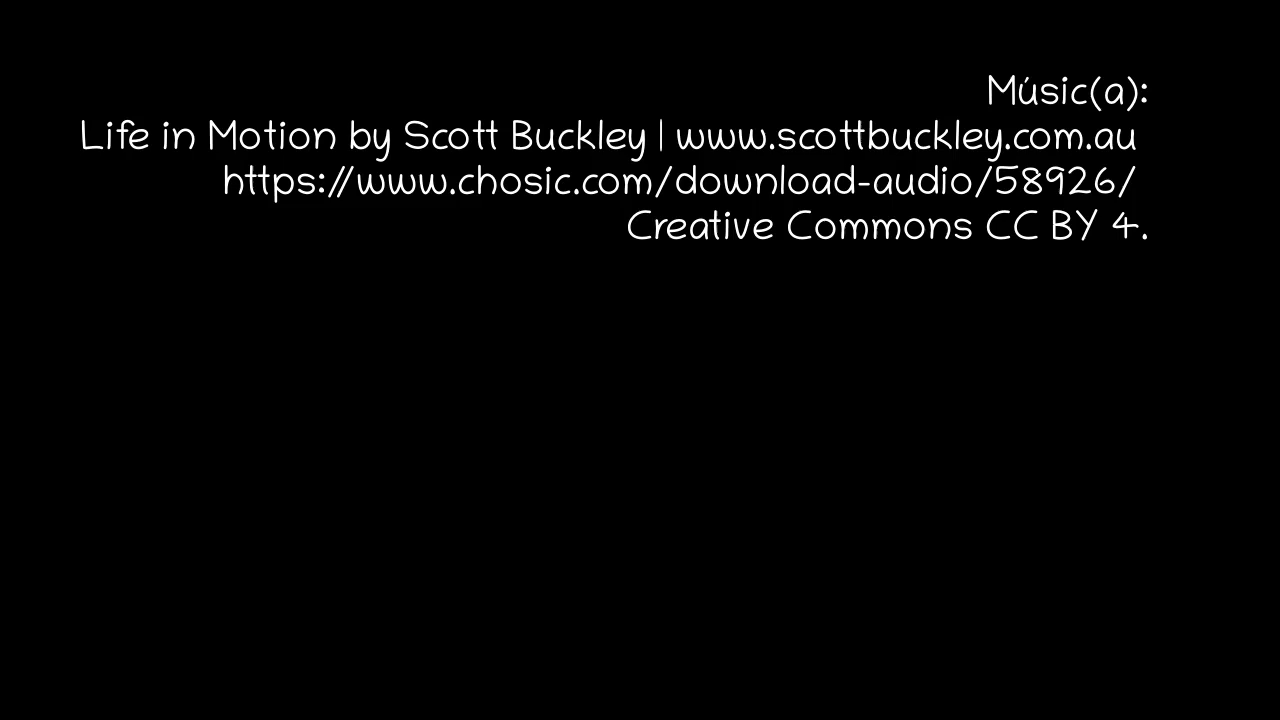 Músic(a):
Life in Motion by Scott Buckley | www.scottbuckley.com.au
https://www.chosic.com/download-audio/58926/
Creative Commons CC BY 4.